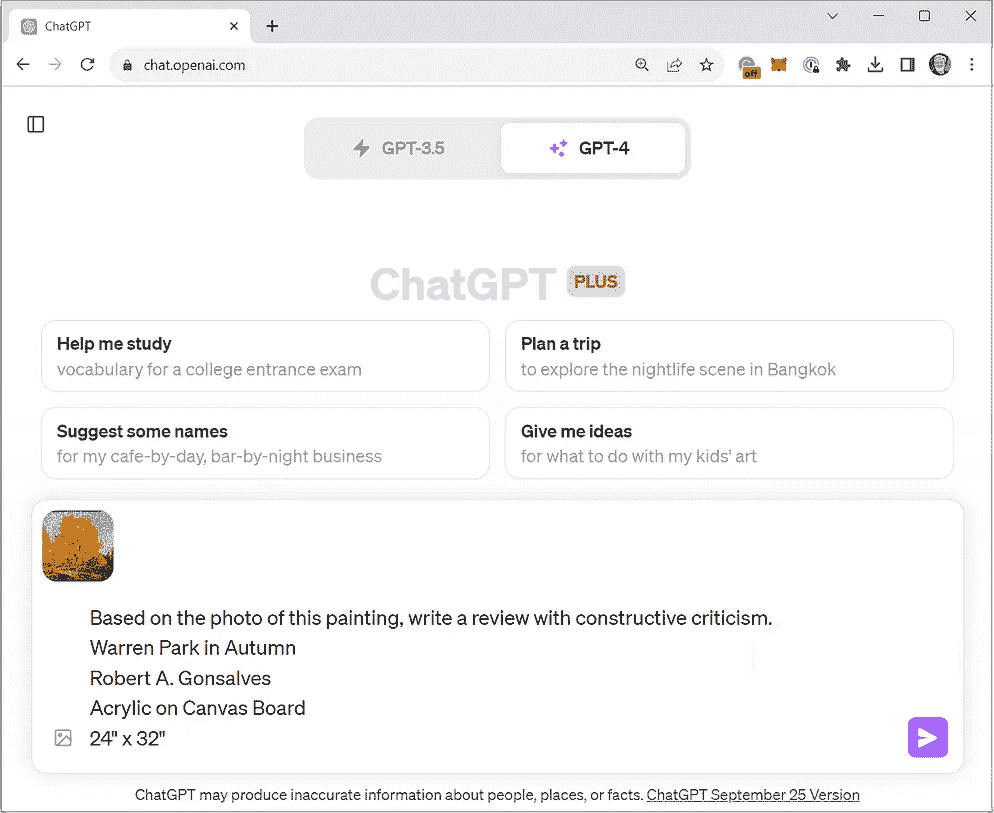 ChatGPT
chat.openai.com
off
GPT-3.5
GPT-4
ChatGPT PLUS
Help me study
vocabulary for a college entrance exam
Plan a trip
to explore the nightlife scene in Bangkok
Suggest some names
for my cafe-by-day, bar-by-night business
Give me ideas
for what to do with my kids' art
Based on the photo of this painting, write a review with constructive criticism.
Warren Park in Autumn
Robert A. Gonsalves
Acrylic on Canvas Board
24" x 32"
ChatGPT may produce inaccurate information about people, places, or facts. ChatGPT September 25 Version